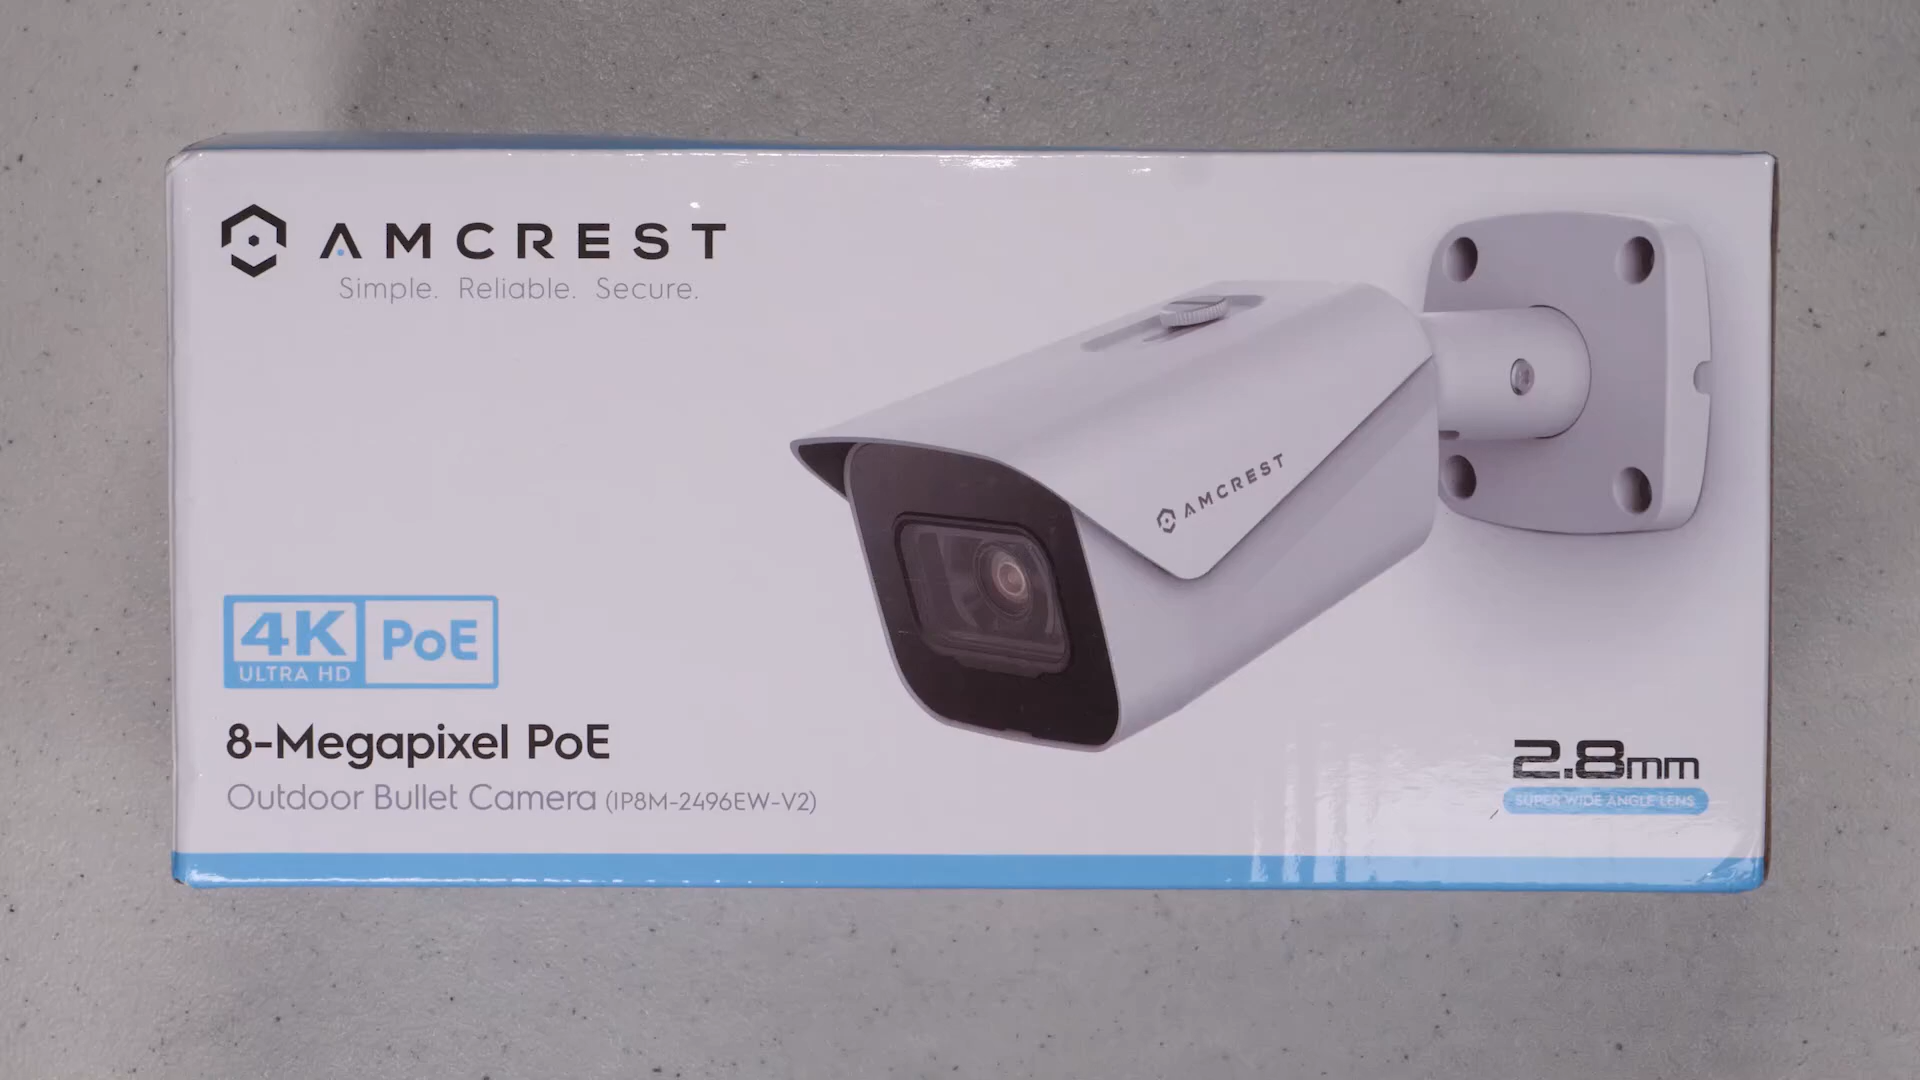 AMCREST
Simple. Reliable. Secure.
AMCREST
4K PoE
ULTRA HD
8-Megapixel PoE
Outdoor Bullet Camera (IP8M-2496EW-V2)
2.8mm
SUPER WIDE ANGLE LENS